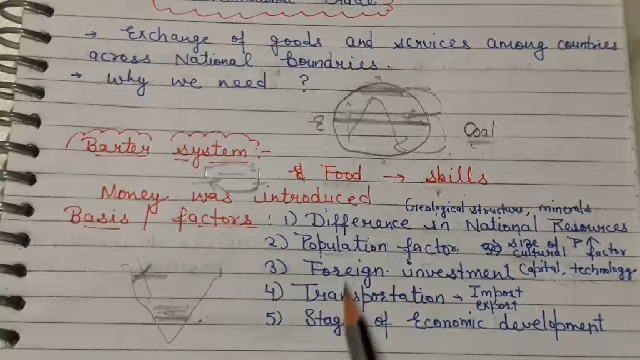 → Exchange of goods and services among countries
across National boundries.
→ Why we need ?
Coal
Barter system :-
Food → skills
Money was introduced
Geological structure, minerals
Basis / factors : 1) Difference in National Resources
2) Population factor size of P ↑
cultural factor
3) Foreign investment Capital, technology
4) Transportation → Import
export
5) Stag of Economic development